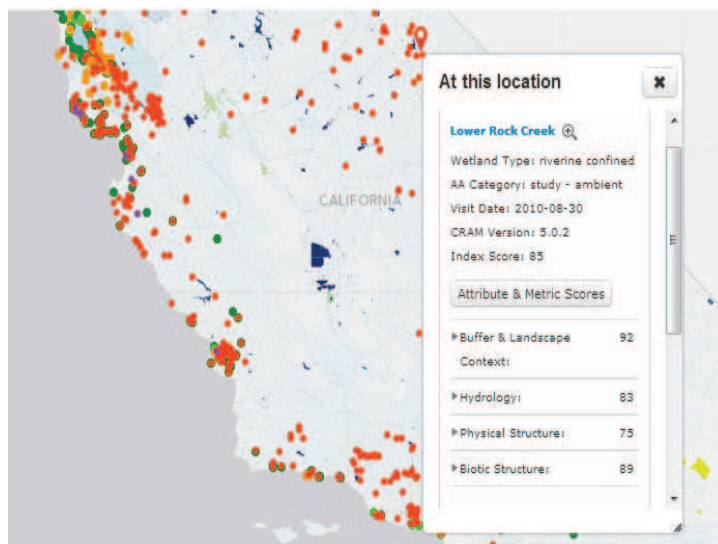 At this location
Lower Rock Creek
Wetland Type: riverine confined
AA Category: study - ambient
Visit Date: 2010-08-30
CRAM Version: 5.0.2
Index Score: 85
Attribute & Metric Scores
Buffer & Landscape 92
Context:
Hydrology: 83
Physical Structure: 75
Biotic Structure: 89
CALIFORNIA